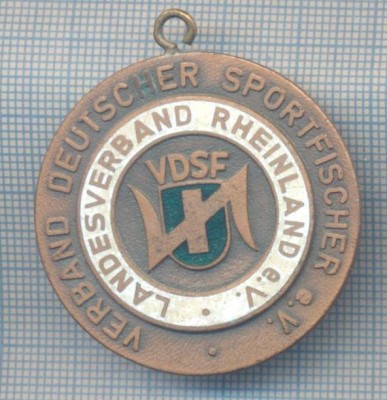 VERBAND DEUTSCHER SPORTFISCHER e.V.
LANDESVERBAND RHEINLAND e.V.
VDSF